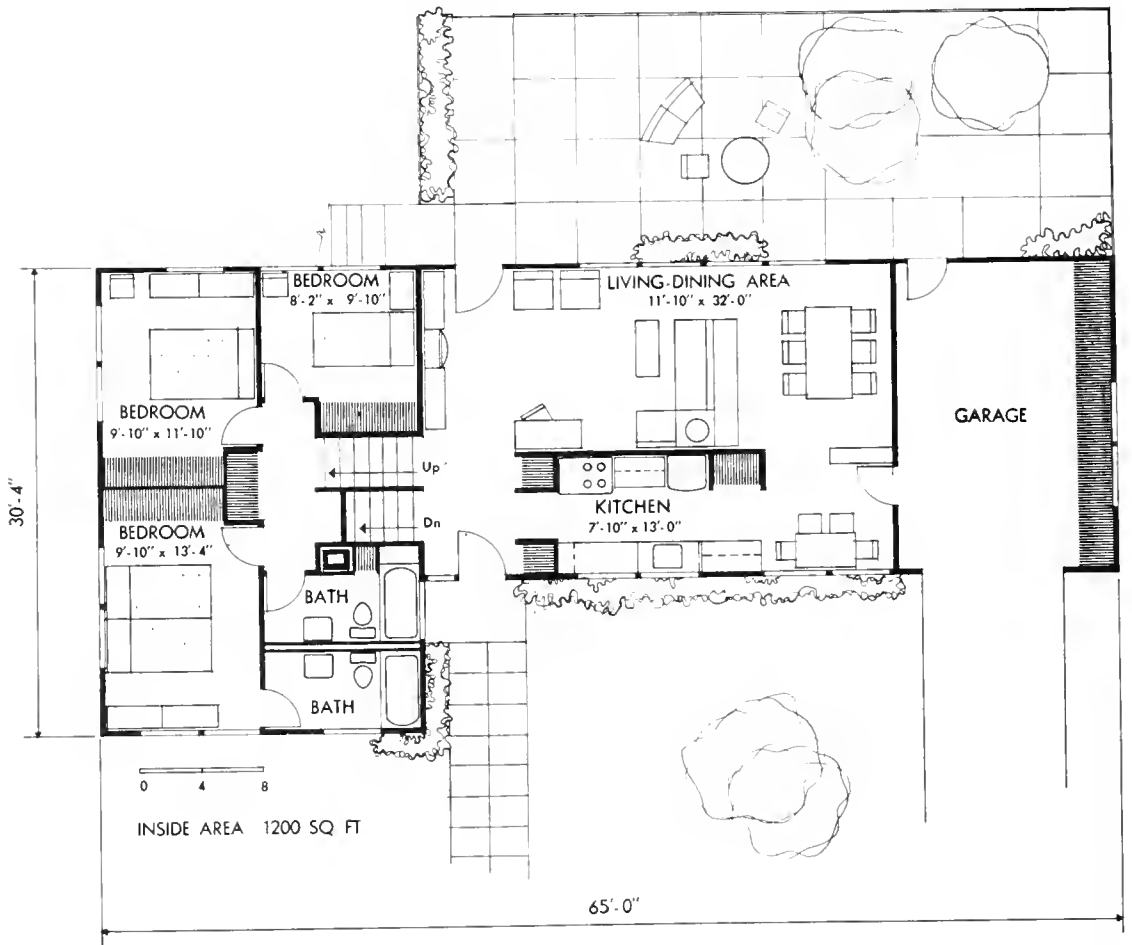 BEDROOM
8'-2" x 9'-10"
LIVING-DINING AREA
11'-10" x 32'-0"
BEDROOM
9'-10" x 11'-10"
GARAGE
Up
KITCHEN
7'-10" x 13'-0"
Dn
30'-4"
BEDROOM
9'-10" x 13'-4"
BATH
BATH
0 4 8
INSIDE AREA 1200 SQ FT
65'-0"